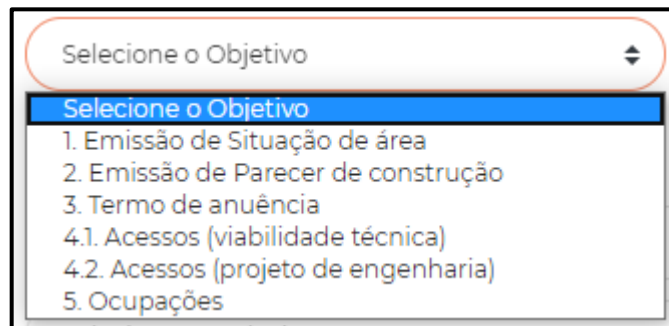 Selecione o Objetivo
Selecione o Objetivo
1. Emissão de Situação de área
2. Emissão de Parecer de construção
3. Termo de anuência
4.1. Acessos (viabilidade técnica)
4.2. Acessos (projeto de engenharia)
5. Ocupações